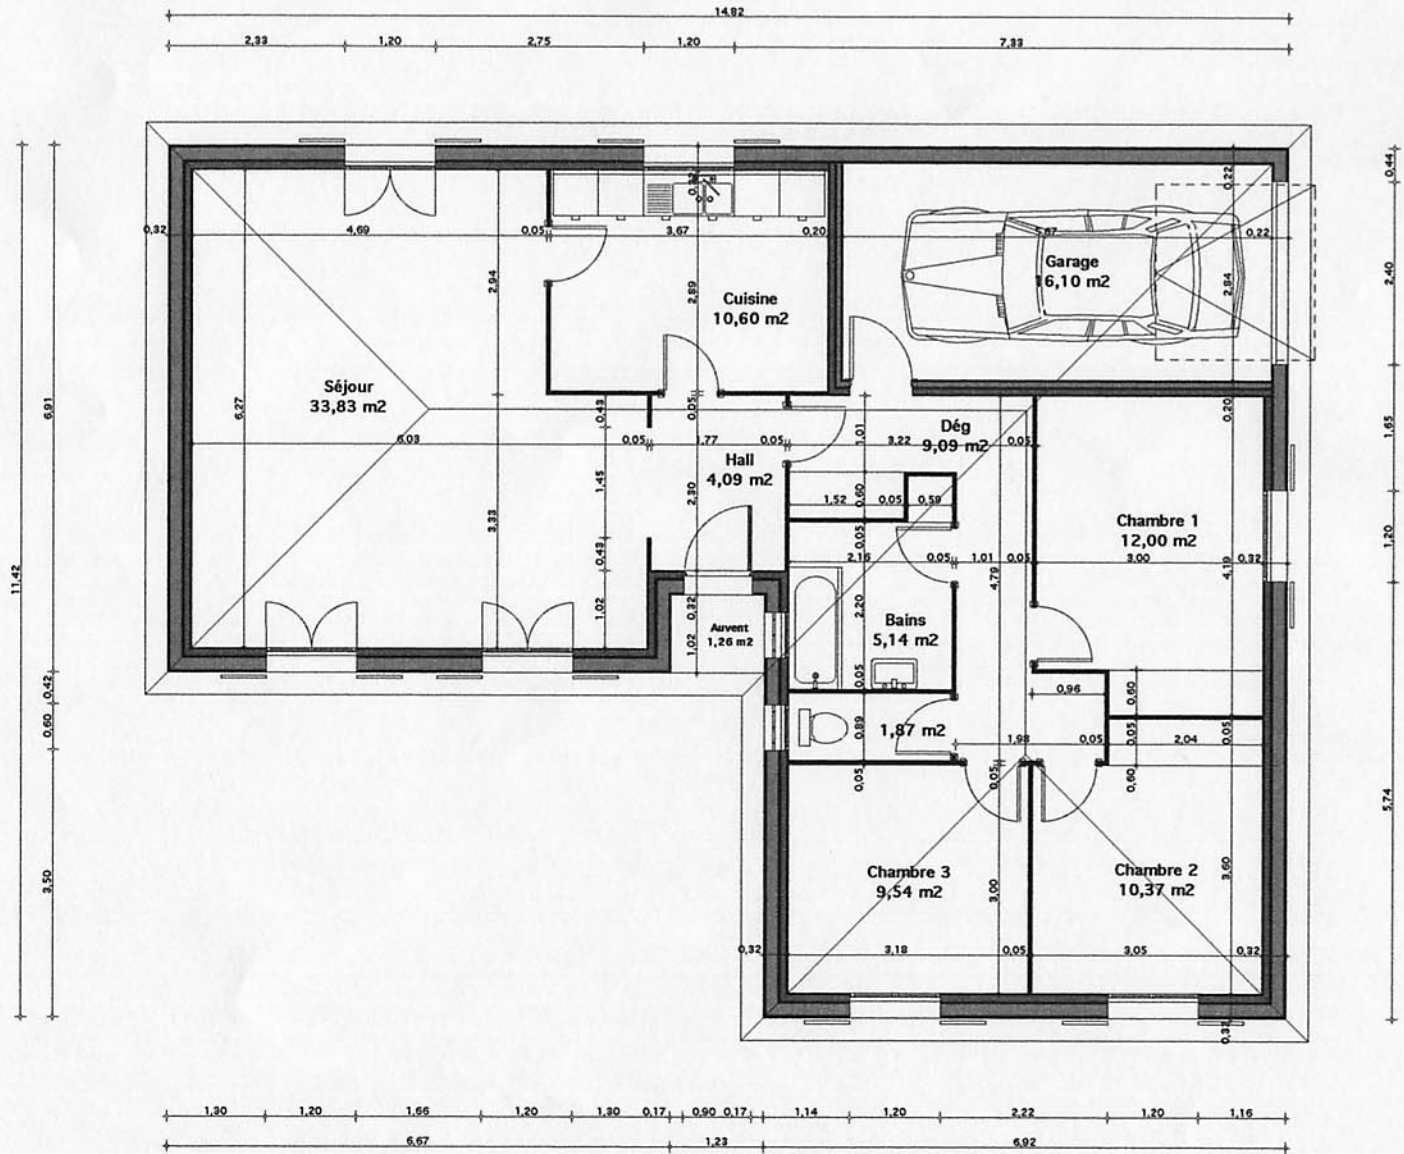 14,82
2,33 1,20 2,75 1,20 7,33
0,44
0,22
0,32 4,69 0,05 3,67 0,20 5,67 0,22
Garage
16,10 m2
2,94
2,89
2,84
2,40
Cuisine
10,60 m2
Séjour
33,83 m2
6,27
6,91
0,43
0,05
0,20
1,65
6,03 0,05 1,77 0,05 1,01 3,22 0,05
Dég
9,09 m2
Hall
4,09 m2
1,45
2,30
1,52 0,60 0,05 0,59
3,33
Chambre 1
12,00 m2
1,20
0,43
0,05
2,16 0,05 1,01 0,05 3,00 4,19 0,32
4,79
11,42
1,02
0,32
1,02
Auvent
1,26 m2
2,20
Bains
5,14 m2
0,05
0,42
0,60
0,96 0,60
0,89
1,87 m2
1,98 0,05 0,05 2,04 0,05
0,05
0,05
0,60
5,74
3,50
Chambre 3
9,54 m2
3,00
Chambre 2
10,37 m2
3,60
0,32 3,18 0,05 3,05 0,32
1,30 1,20 1,66 1,20 1,30 0,17 0,90 0,17 1,14 1,20 2,22 1,20 1,16
6,67 1,23 6,92